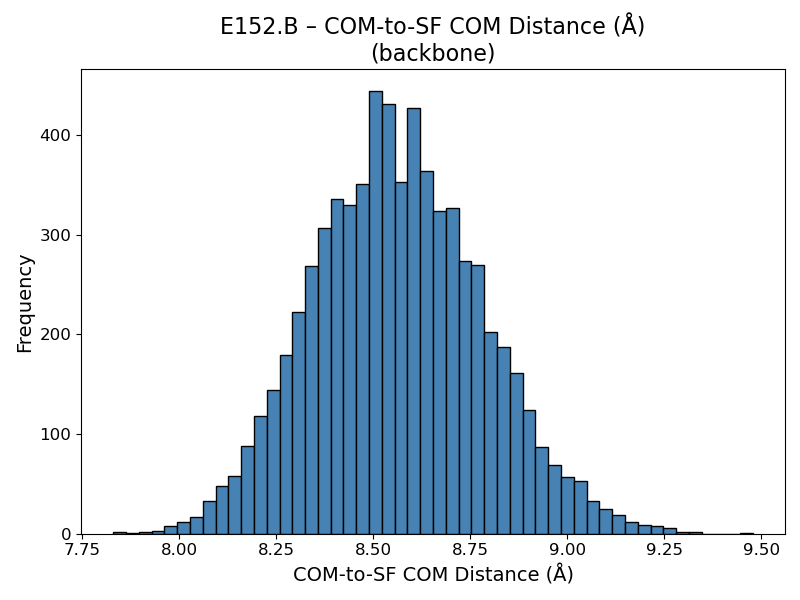 E152.B – COM-to-SF COM Distance (Å)
(backbone)
Frequency
400
300
200
100
0
7.75 8.00 8.25 8.50 8.75 9.00 9.25 9.50
COM-to-SF COM Distance (Å)